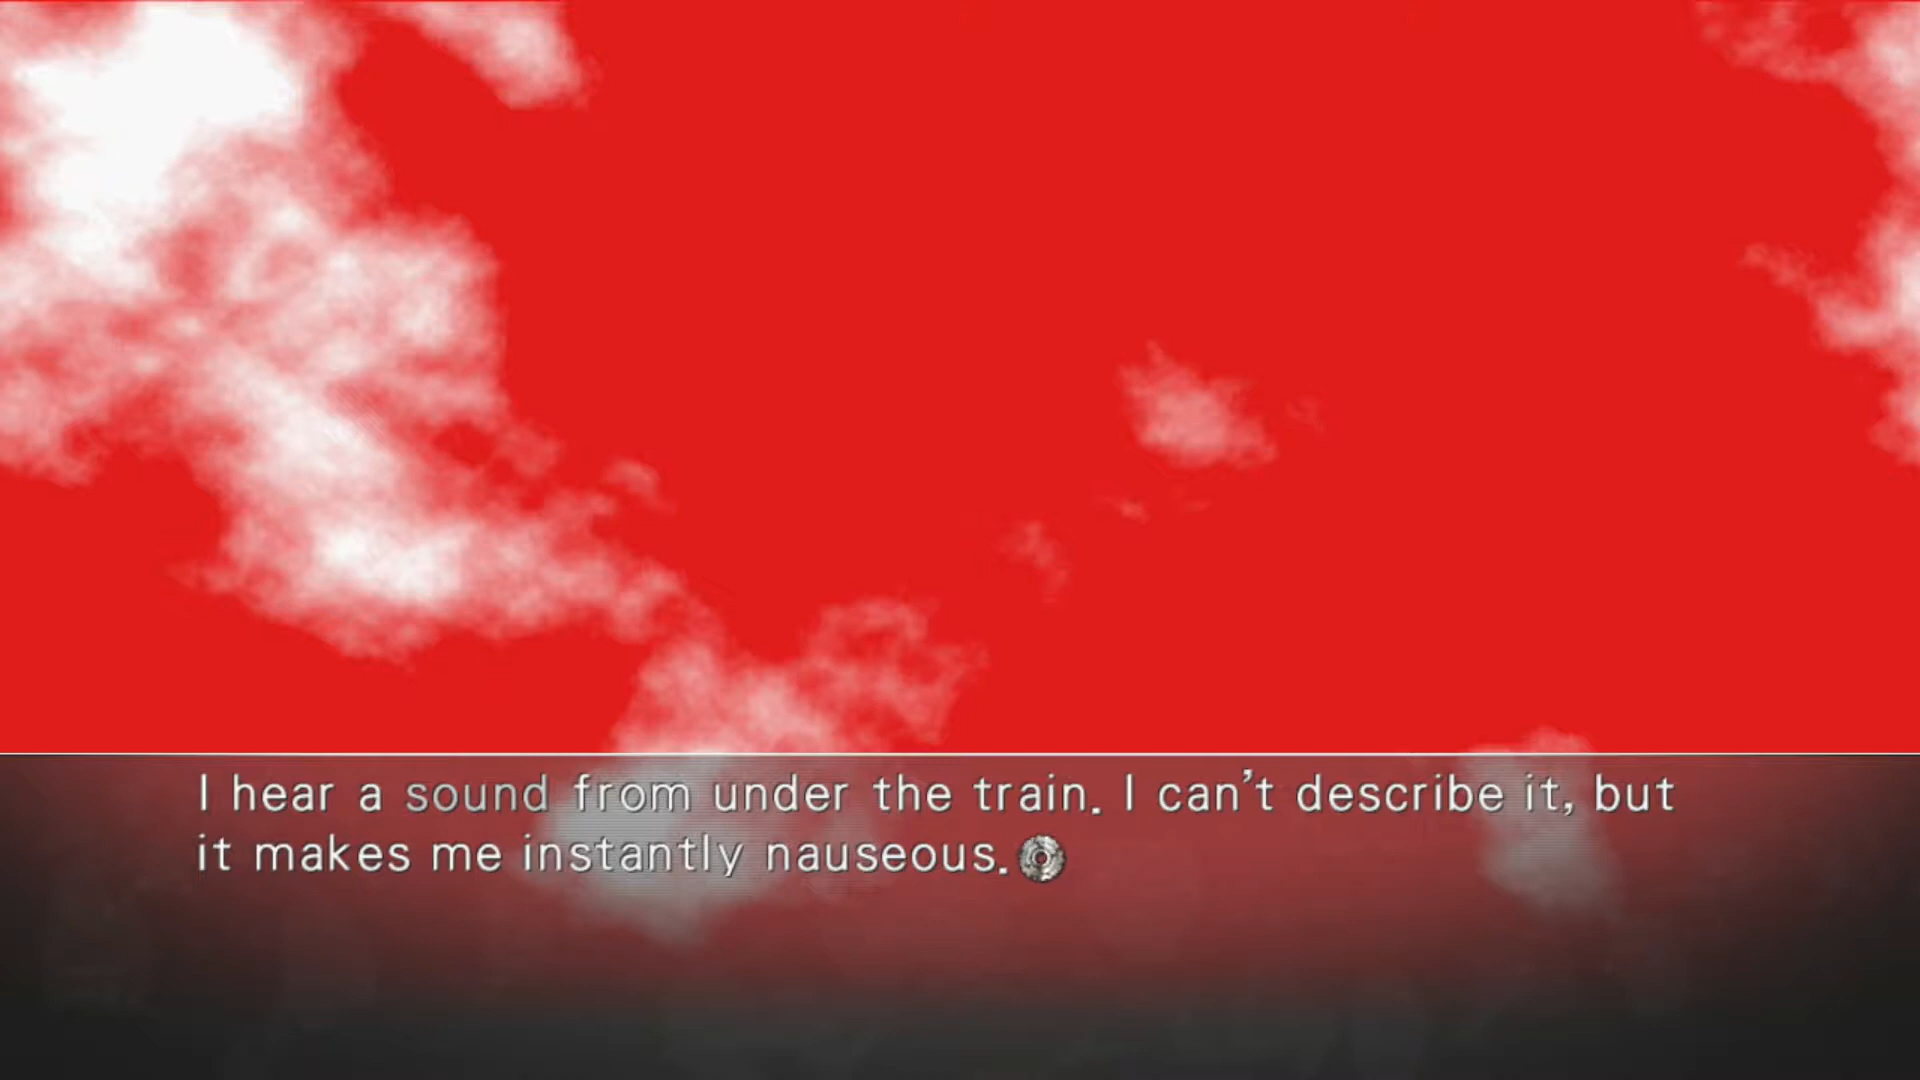 I hear a sound from under the train. I can't describe it, but
it makes me instantly nauseous.